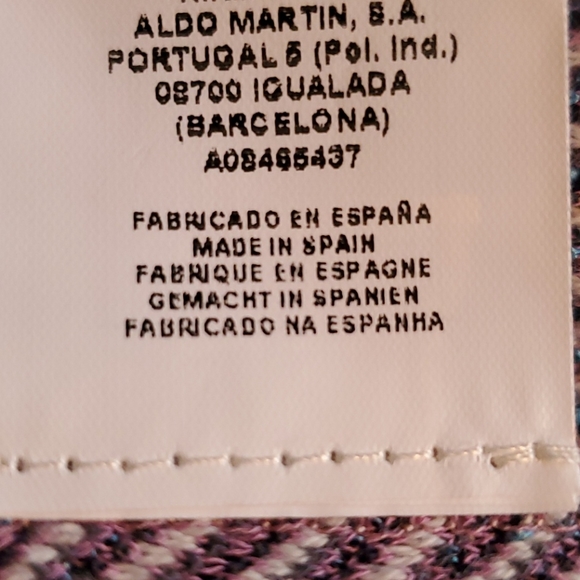 ALDO MARTIN, S.A.
PORTUGAL 5 (Pol. Ind.)
08700 IGUALADA
(BARCELONA)
A08465437
FABRICADO EN ESPAÑA
MADE IN SPAIN
FABRIQUE EN ESPAGNE
GEMACHT IN SPANIEN
FABRICADO NA ESPANHA